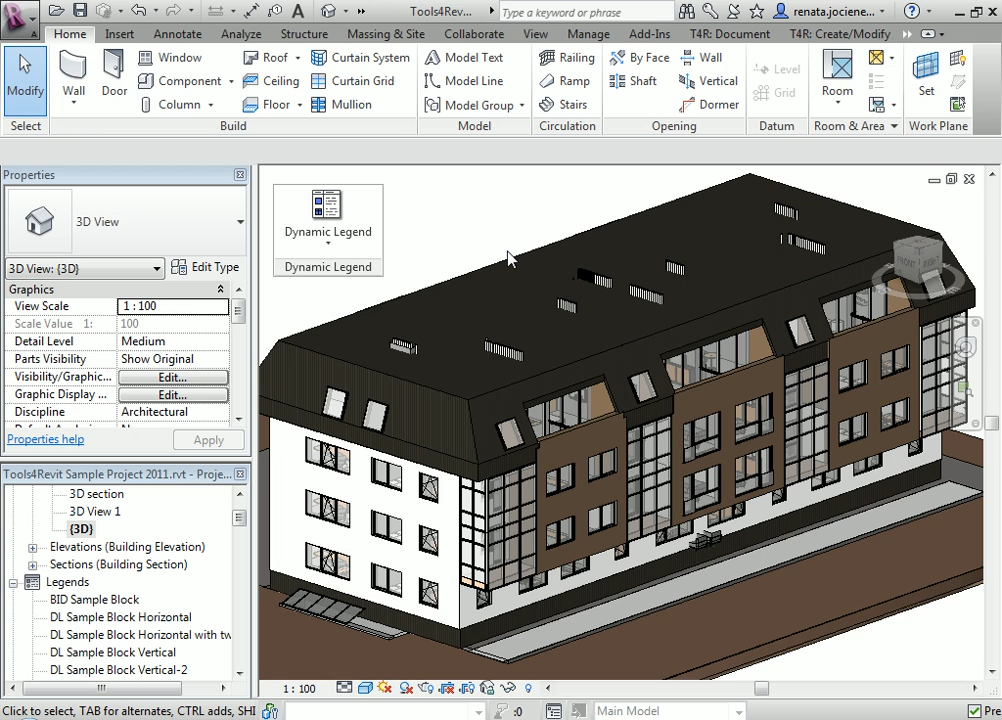 Tools4Rev...
Type a keyword or phrase
renata.jociene...
Home Insert Annotate Analyze Structure Massing & Site Collaborate View Manage Add-Ins T4R: Document T4R: Create/Modify
Modify
Select
Wall
Door
Window
Component
Column
Roof
Ceiling
Floor
Curtain System
Curtain Grid
Mullion
Build
Model Text
Model Line
Model Group
Model
Railing
Ramp
Stairs
Circulation
By Face
Shaft
Wall
Vertical
Dormer
Opening
Level
Grid
Datum
Room
Room & Area
Set
Work Plane
Properties
3D View
3D View: {3D}
Edit Type
Graphics
View Scale 1 : 100
Scale Value 1: 100
Detail Level Medium
Parts Visibility Show Original
Visibility/Graphic... Edit...
Graphic Display ... Edit...
Discipline Architectural
Properties help
Apply
Tools4Revit Sample Project 2011.rvt - Proje...
3D section
3D View 1
{3D}
Elevations (Building Elevation)
Sections (Building Section)
Legends
BID Sample Block
DL Sample Block Horizontal
DL Sample Block Horizontal with tw
DL Sample Block Vertical
DL Sample Block Vertical-2
Dynamic Legend
Dynamic Legend
FRONT
RIGHT
1 : 100
Click to select, TAB for alternates, CTRL adds, SHI
:0
Main Model
Pre